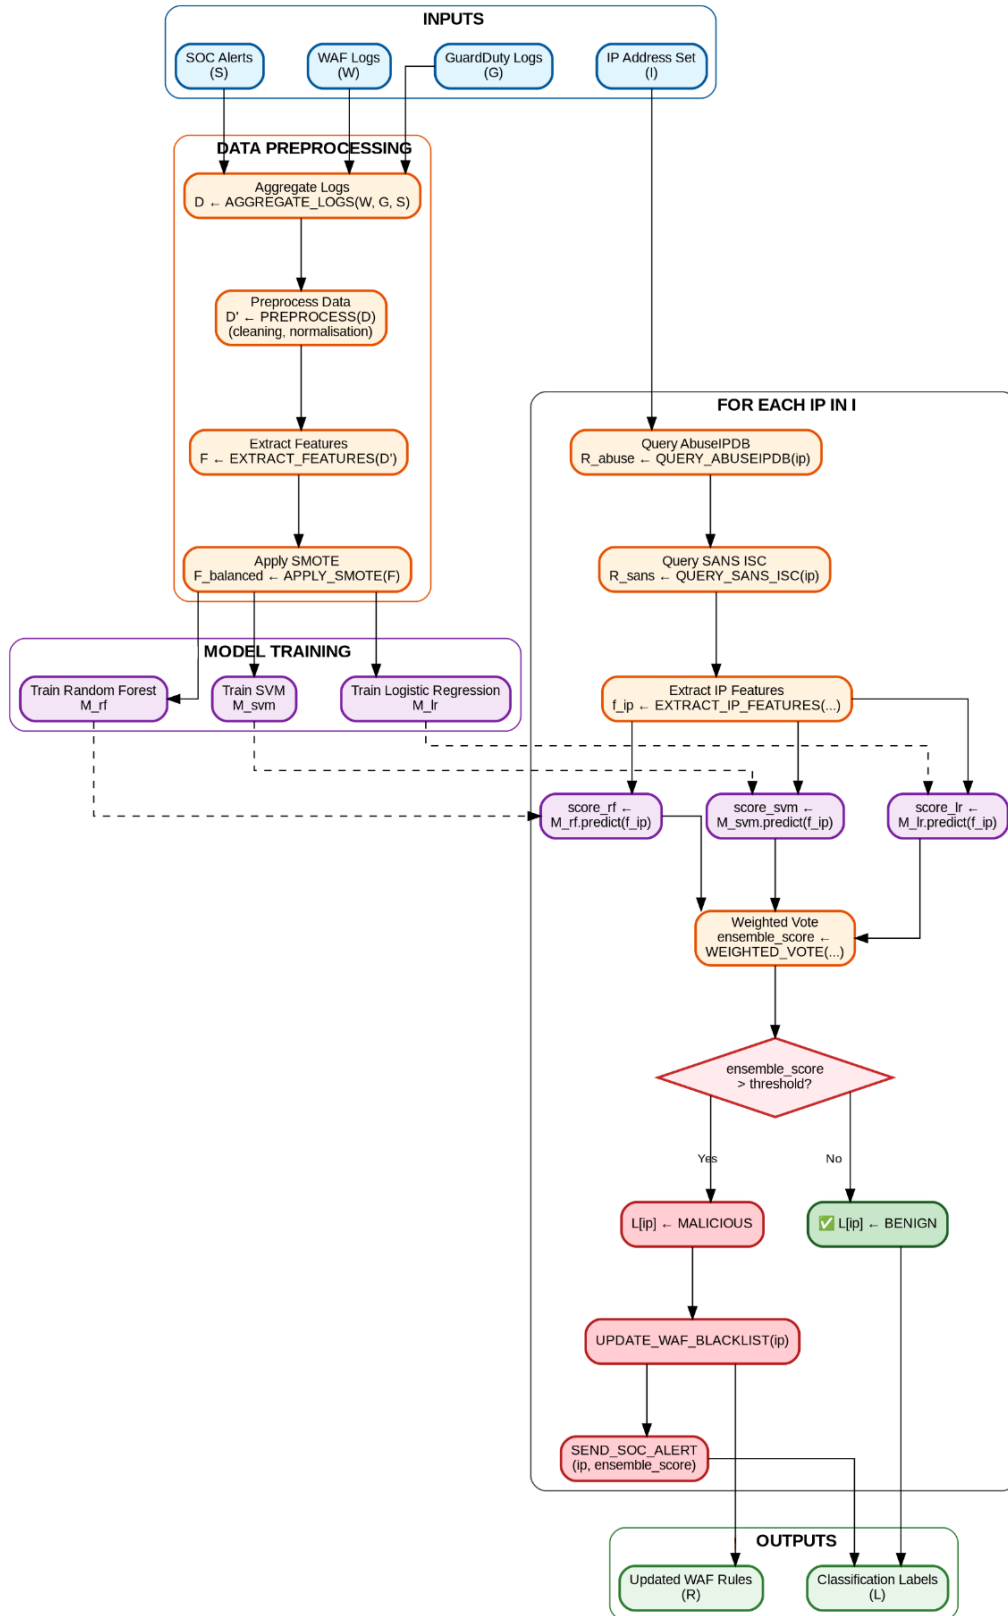 INPUTS
SOC Alerts
(S)
WAF Logs
(W)
GuardDuty Logs
(G)
IP Address Set
(I)
DATA PREPROCESSING
Aggregate Logs
D ← AGGREGATE_LOGS(W, G, S)
Preprocess Data
D' ← PREPROCESS(D)
(cleaning, normalisation)
Extract Features
F ← EXTRACT_FEATURES(D')
Apply SMOTE
F_balanced ← APPLY_SMOTE(F)
MODEL TRAINING
Train Random Forest
M_rf
Train SVM
M_svm
Train Logistic Regression
M_lr
FOR EACH IP IN I
Query AbuseIPDB
R_abuse ← QUERY_ABUSEIPDB(ip)
Query SANS ISC
R_sans ← QUERY_SANS_ISC(ip)
Extract IP Features
f_ip ← EXTRACT_IP_FEATURES(...)
score_rf ←
M_rf.predict(f_ip)
score_svm ←
M_svm.predict(f_ip)
score_lr ←
M_lr.predict(f_ip)
Weighted Vote
ensemble_score ←
WEIGHTED_VOTE(...)
ensemble_score
> threshold?
Yes
No
L[ip] ← MALICIOUS
✅ L[ip] ← BENIGN
UPDATE_WAF_BLACKLIST(ip)
SEND_SOC_ALERT
(ip, ensemble_score)
OUTPUTS
Updated WAF Rules
(R)
Classification Labels
(L)